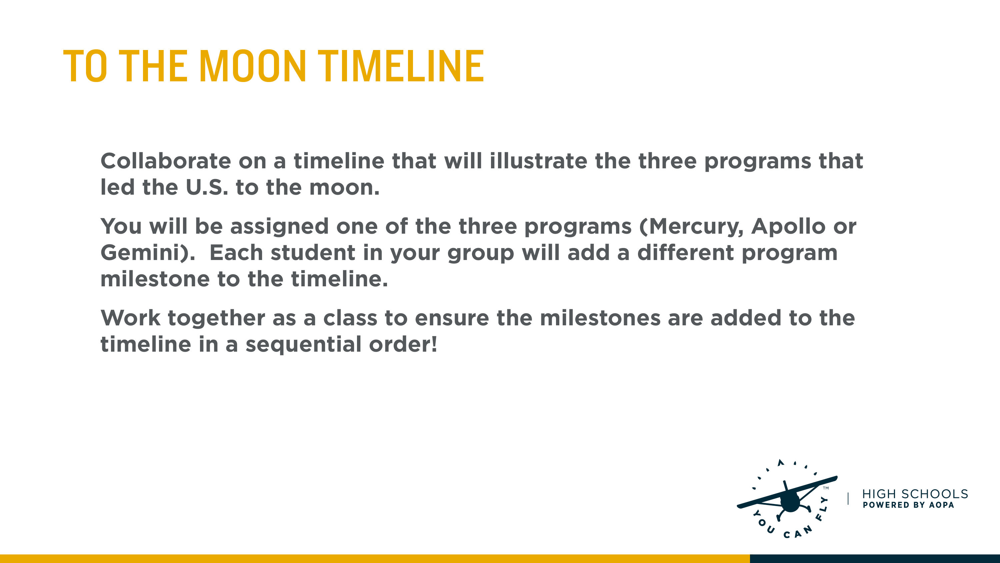 TO THE MOON TIMELINE
Collaborate on a timeline that will illustrate the three programs that
led the U.S. to the moon.
You will be assigned one of the three programs (Mercury, Apollo or
Gemini).  Each student in your group will add a different program
milestone to the timeline.
Work together as a class to ensure the milestones are added to the
timeline in a sequential order!
YOU CAN FLY
TM
HIGH SCHOOLS
POWERED BY AOPA